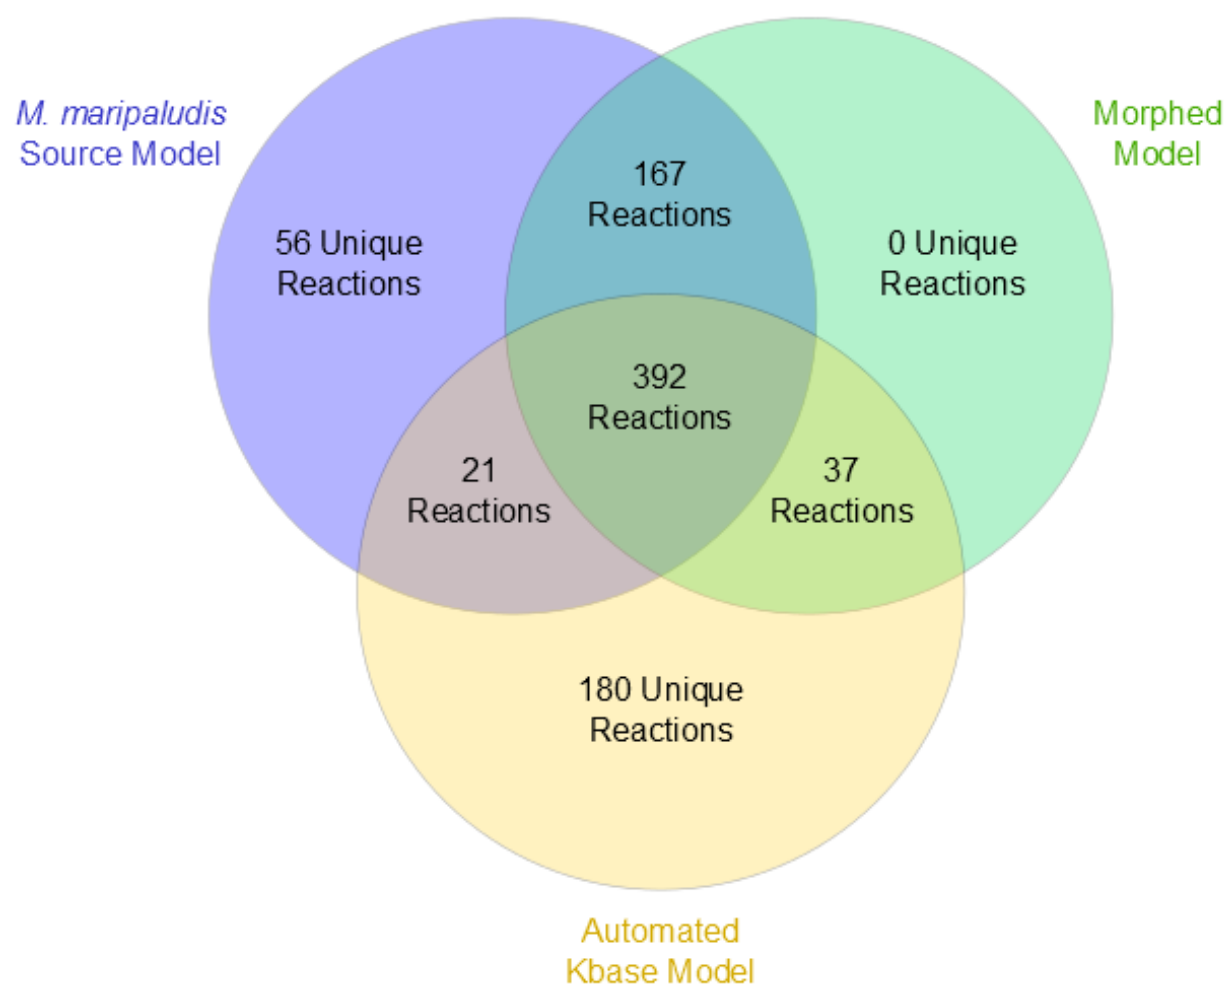 M. maripaludis
Source Model
Morphed
Model
167
Reactions
56 Unique
Reactions
0 Unique
Reactions
392
Reactions
21
Reactions
37
Reactions
180 Unique
Reactions
Automated
Kbase Model